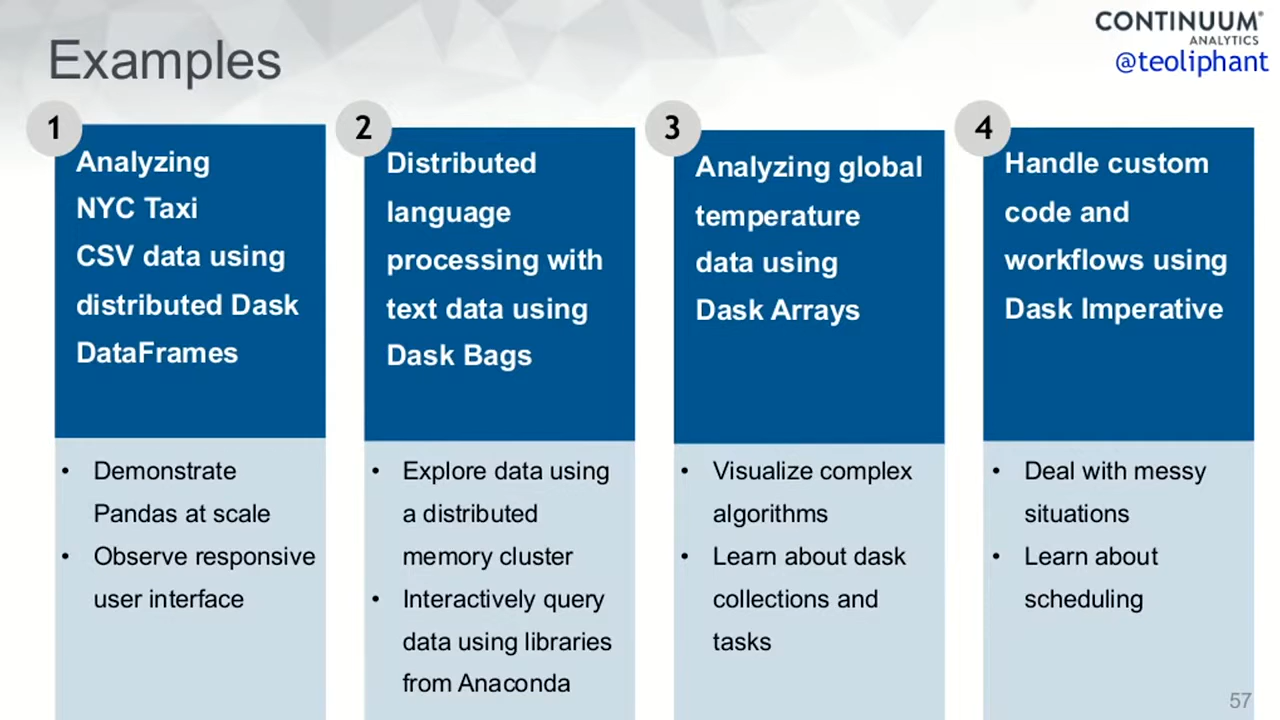 Examples
CONTINUUM®
ANALYTICS
@teoliphant
1
Analyzing
NYC Taxi
CSV data using
distributed Dask
DataFrames
• Demonstrate
Pandas at scale
• Observe responsive
user interface
2
Distributed
language
processing with
text data using
Dask Bags
• Explore data using
a distributed
memory cluster
• Interactively query
data using libraries
from Anaconda
3
Analyzing global
temperature
data using
Dask Arrays
• Visualize complex
algorithms
• Learn about dask
collections and
tasks
4
Handle custom
code and
workflows using
Dask Imperative
• Deal with messy
situations
• Learn about
scheduling
57